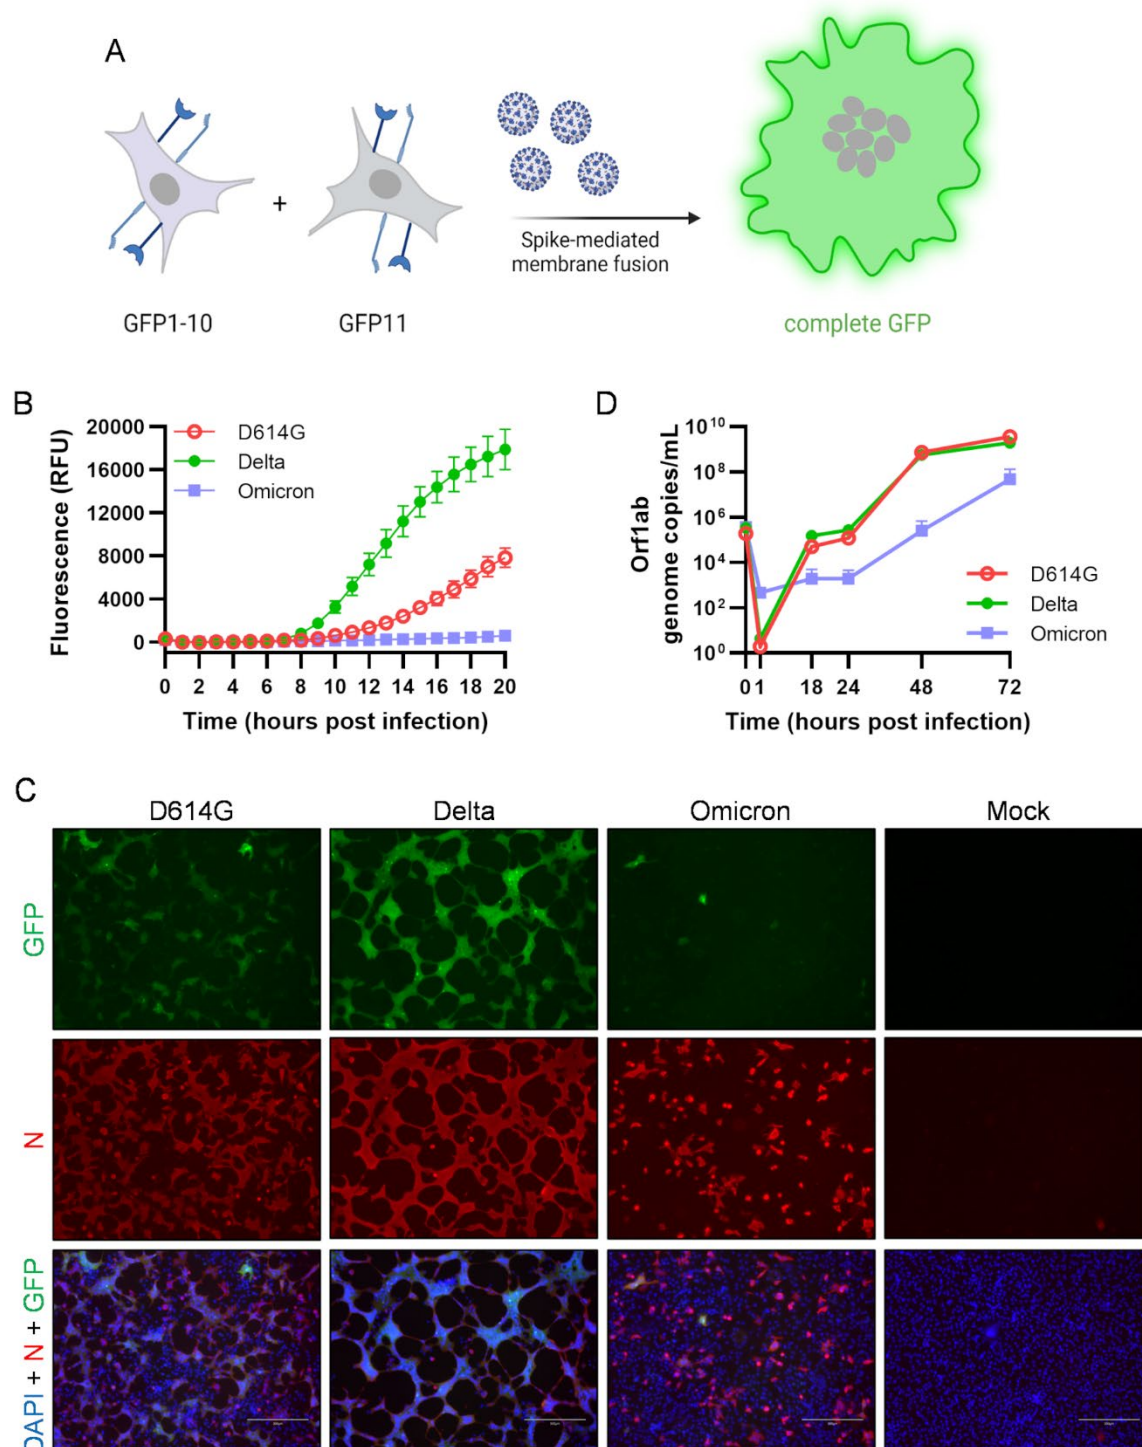 A
+
Spike-mediated
membrane fusion
GFP1-10
GFP11
complete GFP
B
Fluorescence (RFU)
20000
16000
12000
8000
4000
0
D614G
Delta
Omicron
0 2 4 6 8 10 12 14 16 18 20
Time (hours post infection)
D
Orf1ab
genome copies/mL
10¹⁰
10⁸
10⁶
10⁴
10²
10⁰
D614G
Delta
Omicron
0 1 18 24 48 72
Time (hours post infection)
C
D614G Delta Omicron Mock
GFP
N
DAPI + N + GFP